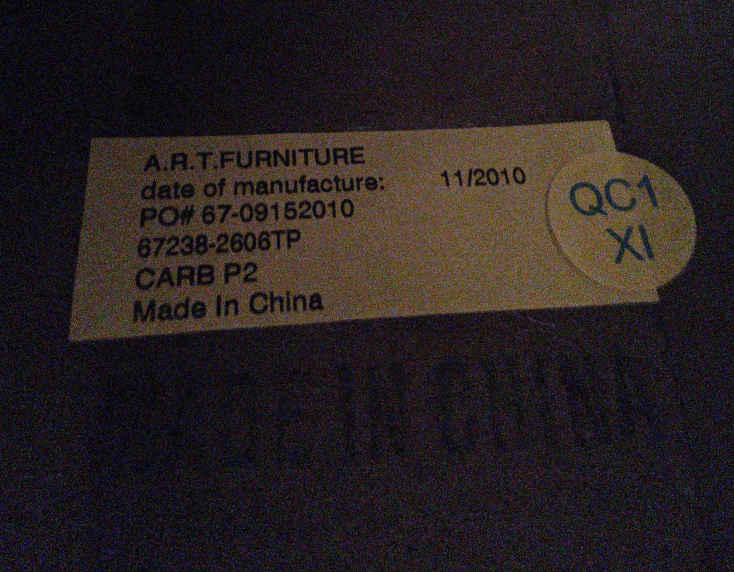 A.R.T.FURNITURE
date of manufacture: 11/2010
PO# 67-09152010
67238-2606TP
CARB P2
Made In China
QC1
XI
MADE IN CHINA